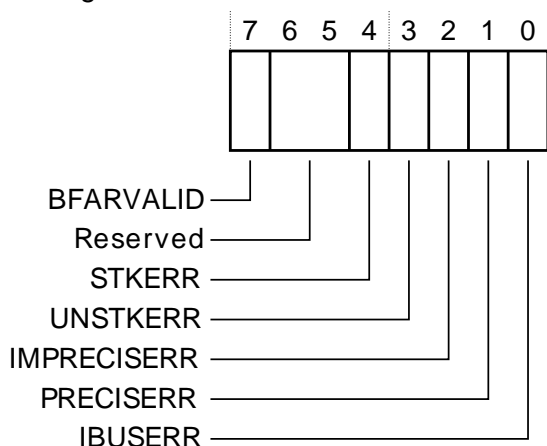 7 6 5 4 3 2 1 0
BFARVALID
Reserved
STKERR
UNSTKERR
IMPRECISERR
PRECISERR
IBUSERR